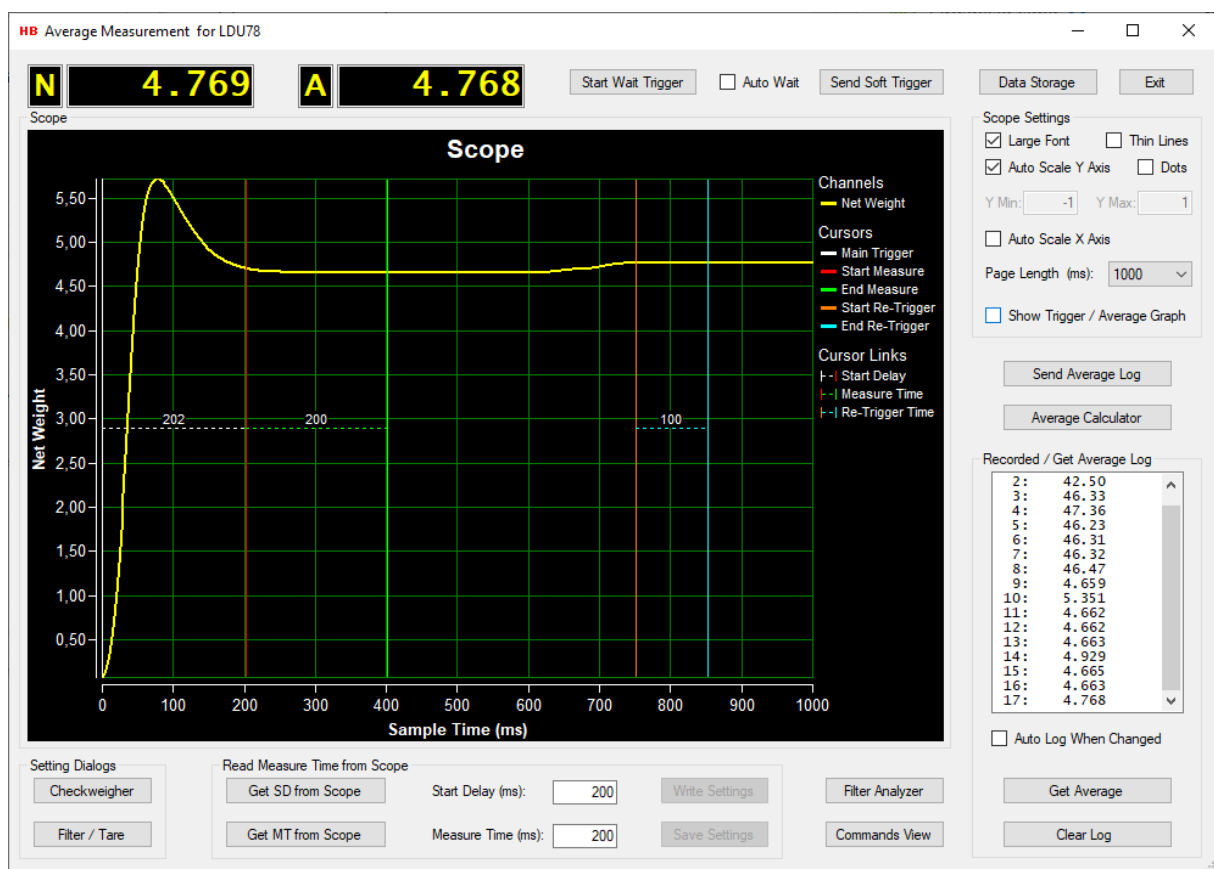 HB Average Measurement for LDU78
N 4.769 A 4.768 Start Wait Trigger Auto Wait Send Soft Trigger Data Storage Exit
Scope
Scope
5,50
5,00
4,50
4,00
3,50
3,00
2,50
2,00
1,50
1,00
0,50
Net Weight
202 200 100
0 100 200 300 400 500 600 700 800 900 1000
Sample Time (ms)
Channels
Net Weight
Cursors
Main Trigger
Start Measure
End Measure
Start Re-Trigger
End Re-Trigger
Cursor Links
Start Delay
Measure Time
Re-Trigger Time
Scope Settings
Large Font Thin Lines
Auto Scale Y Axis Dots
Y Min: -1 Y Max: 1
Auto Scale X Axis
Page Length (ms): 1000
Show Trigger / Average Graph
Send Average Log
Average Calculator
Recorded / Get Average Log
2: 42.50
3: 46.33
4: 47.36
5: 46.23
6: 46.31
7: 46.32
8: 46.47
9: 4.659
10: 5.351
11: 4.662
12: 4.662
13: 4.663
14: 4.929
15: 4.665
16: 4.663
17: 4.768
Auto Log When Changed
Get Average
Clear Log
Setting Dialogs
Checkweigher
Filter / Tare
Read Measure Time from Scope
Get SD from Scope Start Delay (ms): 200 Write Settings
Get MT from Scope Measure Time (ms): 200 Save Settings
Filter Analyzer
Commands View